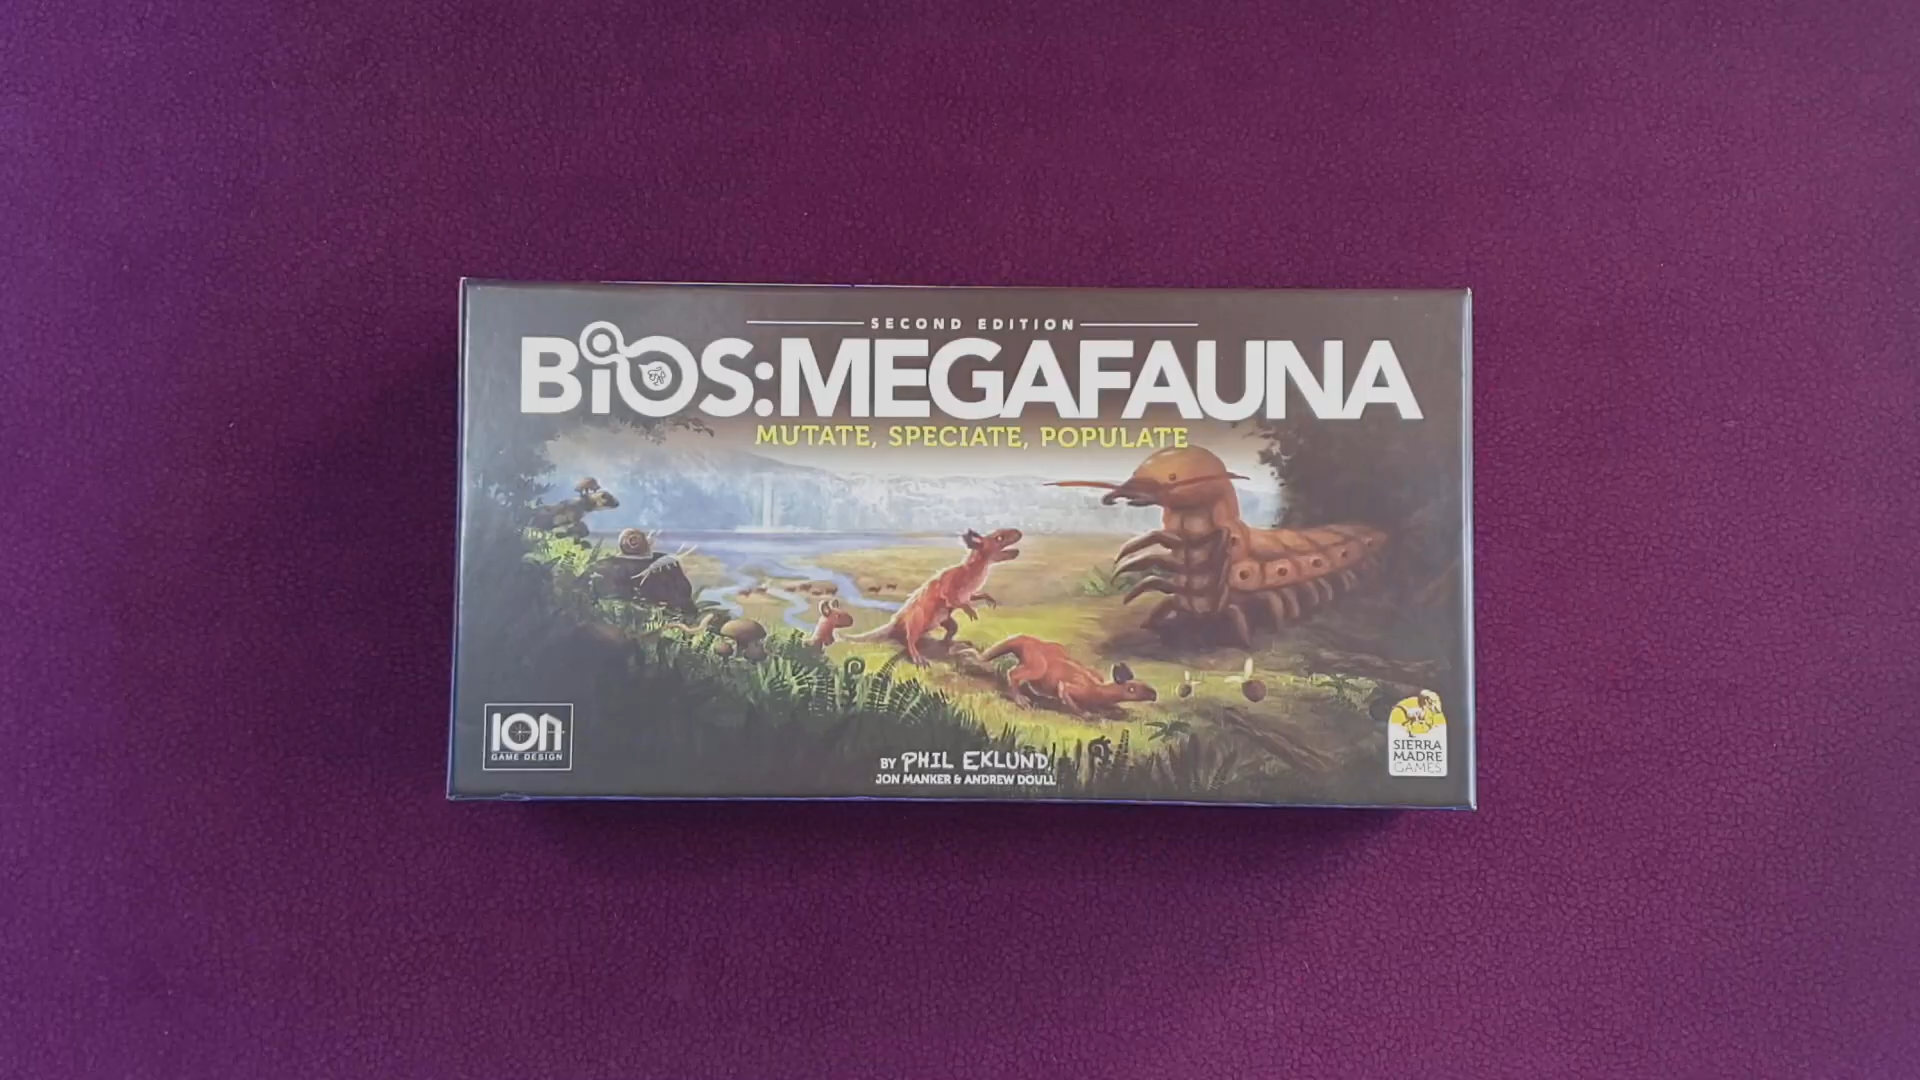 SECOND EDITION
BIOS:MEGAFAUNA
MUTATE, SPECIATE, POPULATE
ION
GAME DESIGN
BY PHIL EKLUND,
JON MANKER & ANDREW DOULL
SIERRA
MADRE
GAMES